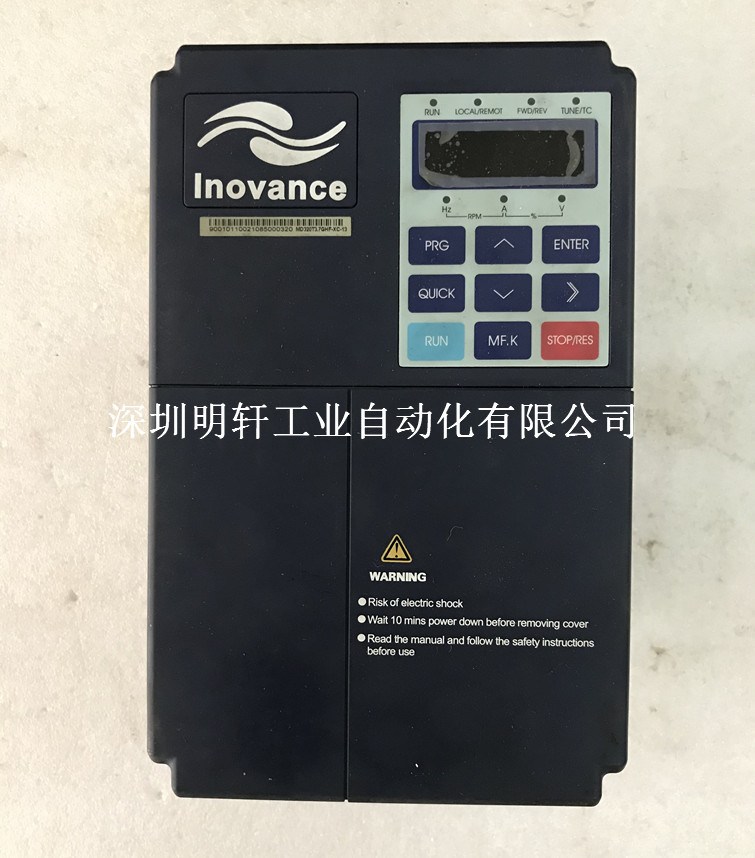 RUN LOCAL/REMOT FWD/REV TUNE/TC
Inovance
Hz A V
RPM %
PRG ENTER
QUICK
RUN MF.K STOP/RES
深圳明轩工业自动化有限公司
WARNING
Risk of electric shock
Wait 10 mins power down before removing cover
Read the manual and follow the safety instructions
before use